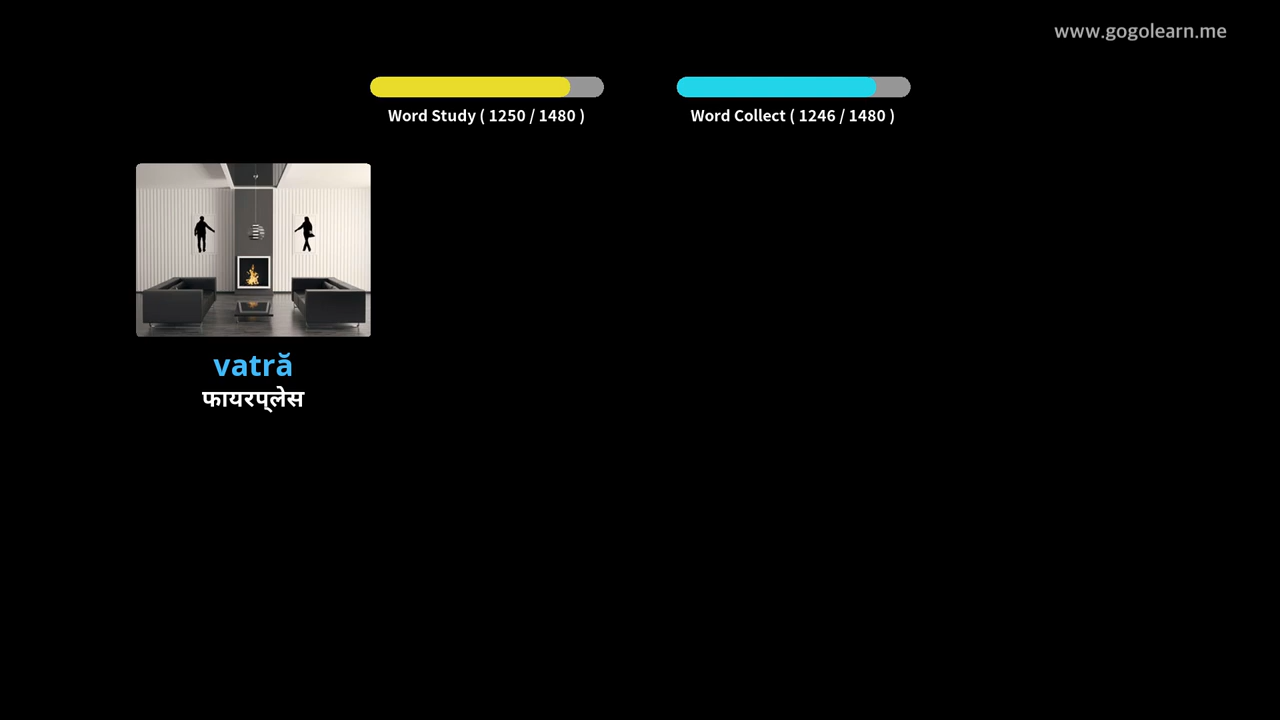 www.gogolearn.me
Word Study ( 1250 / 1480 )
Word Collect ( 1246 / 1480 )
vatră
फायरप्लेस